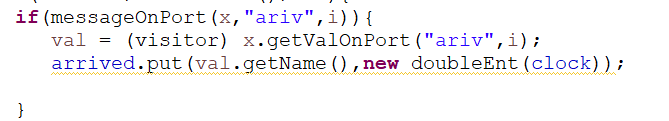 if(messageOnPort(x,"ariv",i)){
val = (visitor) x.getValOnPort("ariv",i);
arrived.put(val.getName(),new doubleEnt(clock));
}